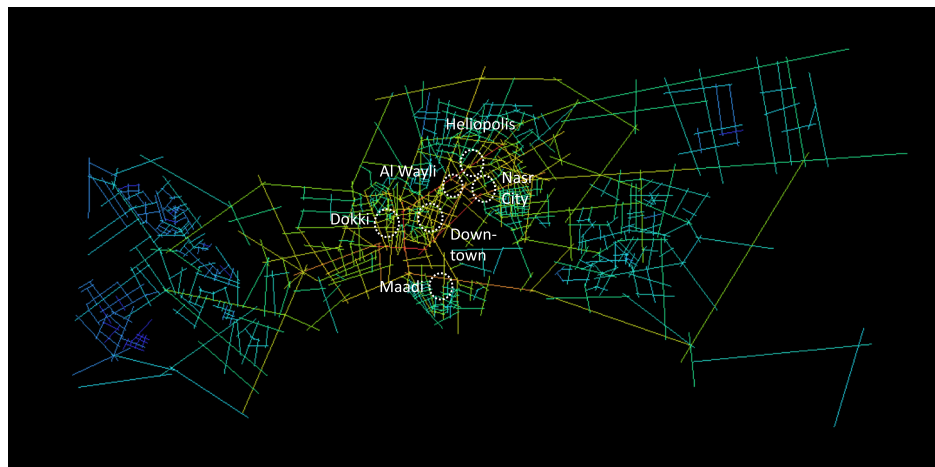 Heliopolis
Al Wayli
Nasr
City
Dokki
Down-
town
Maadi